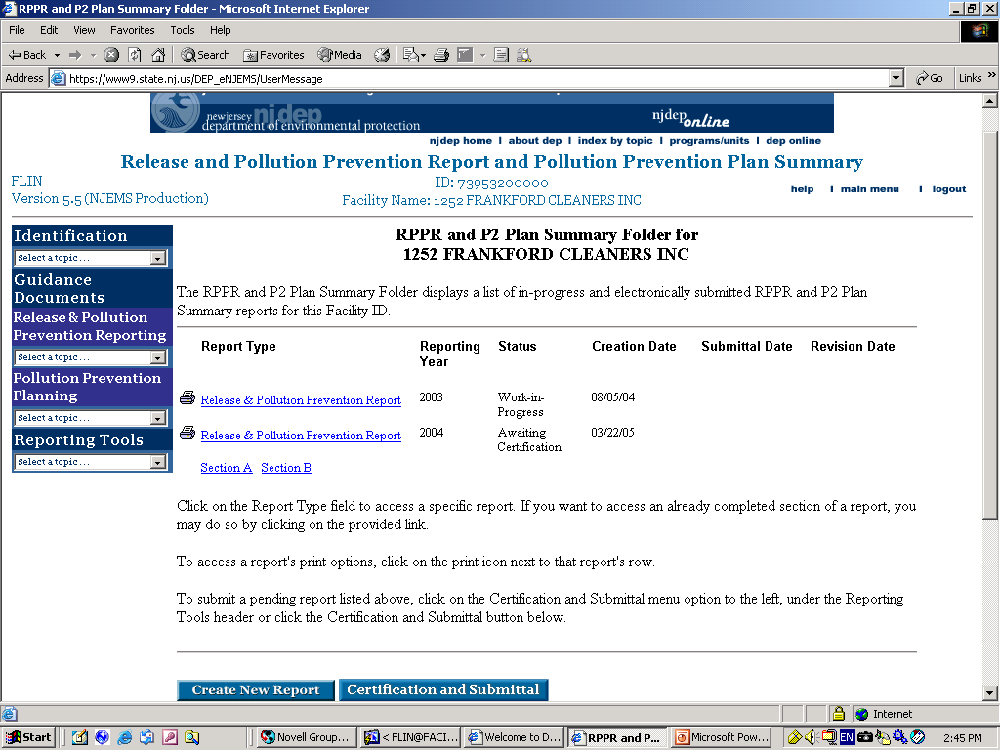 RPPR and P2 Plan Summary Folder - Microsoft Internet Explorer
File Edit View Favorites Tools Help
Back Search Favorites Media
Address https://www9.state.nj.us/DEP_eNJEMS/UserMessage Go Links »
newjersey njdep
department of environmental protection
njdep online
njdep home | about dep | index by topic | programs/units | dep online
Release and Pollution Prevention Report and Pollution Prevention Plan Summary
FLIN
Version 5.5 (NJEMS Production)
ID: 73953200000
Facility Name: 1252 FRANKFORD CLEANERS INC
help | main menu | logout
Identification
Select a topic...
Guidance
Documents
Release & Pollution
Prevention Reporting
Select a topic...
Pollution Prevention
Planning
Select a topic...
Reporting Tools
Select a topic...
RPPR and P2 Plan Summary Folder for
1252 FRANKFORD CLEANERS INC
The RPPR and P2 Plan Summary Folder displays a list of in-progress and electronically submitted RPPR and P2 Plan
Summary reports for this Facility ID.
Report Type Reporting Status Creation Date Submittal Date Revision Date
Year
Release & Pollution Prevention Report 2003 Work-in- 08/05/04
Progress
Release & Pollution Prevention Report 2004 Awaiting 03/22/05
Certification
Section A Section B
Click on the Report Type field to access a specific report. If you want to access an already completed section of a report, you
may do so by clicking on the provided link.
To access a report's print options, click on the print icon next to that report's row.
To submit a pending report listed above, click on the Certification and Submittal menu option to the left, under the Reporting
Tools header or click the Certification and Submittal button below.
Create New Report Certification and Submittal
Internet
Start Novell Group... < FLIN@FACI... Welcome to D... RPPR and P... Microsoft Pow... EN 2:45 PM